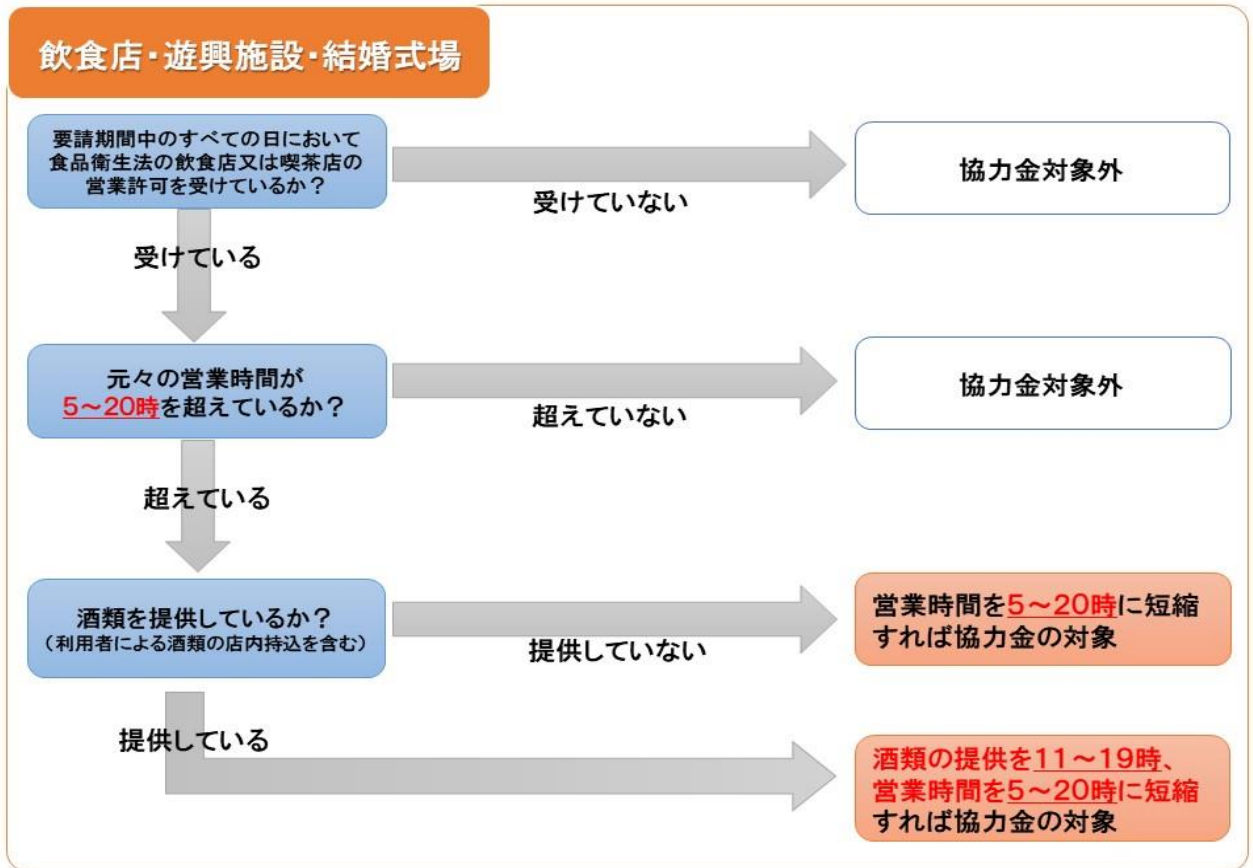 飲食店・遊興施設・結婚式場
要請期間中のすべての日において
食品衛生法の飲食店又は喫茶店の
営業許可を受けているか？
受けていない
協力金対象外
受けている
元々の営業時間が
5～20時を超えているか？
超えていない
協力金対象外
超えている
酒類を提供しているか？
（利用者による酒類の店内持込を含む）
提供していない
営業時間を5～20時に短縮
すれば協力金の対象
提供している
酒類の提供を11～19時、
営業時間を5～20時に短縮
すれば協力金の対象